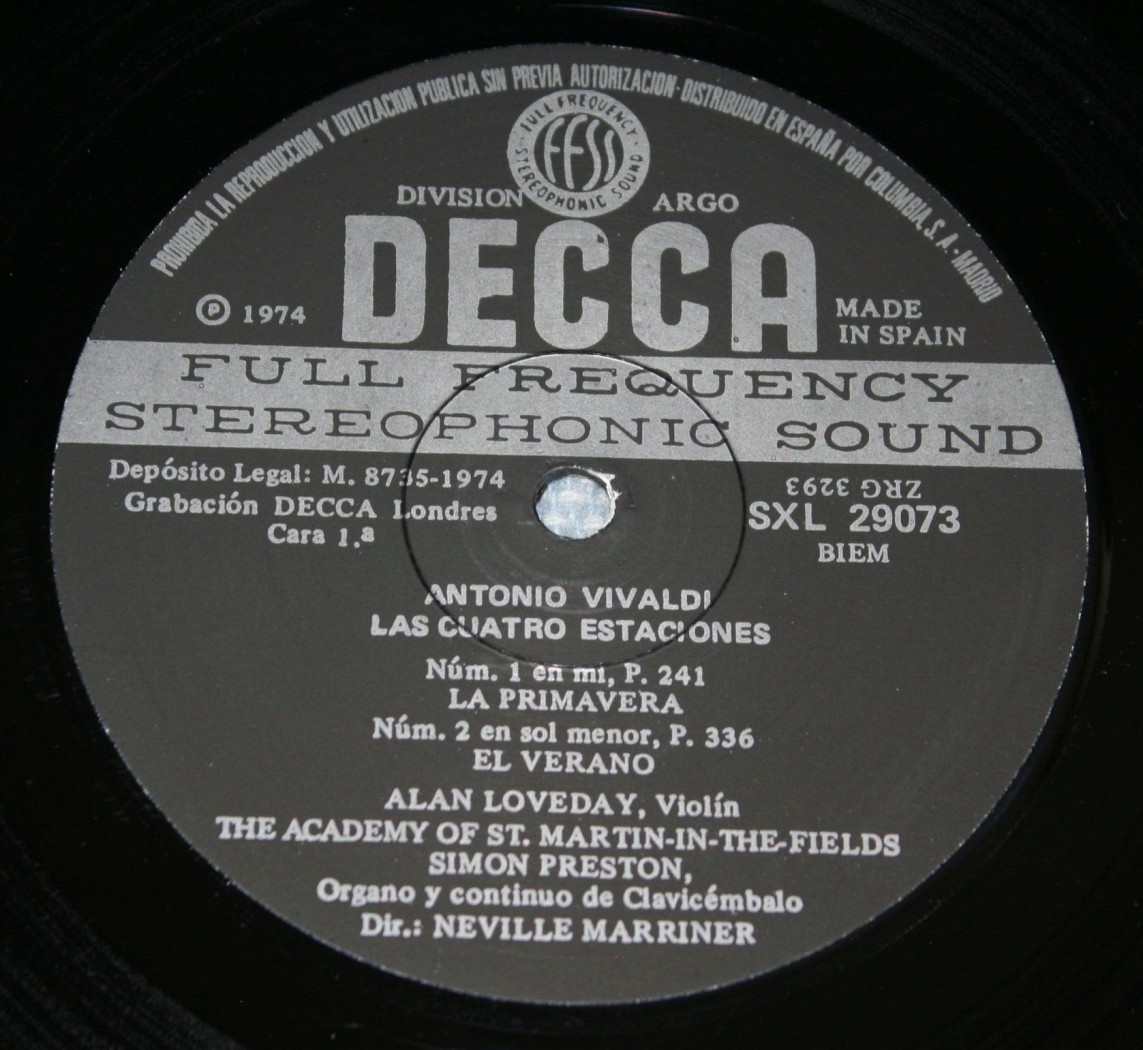 PROHIBIDA LA REPRODUCCION Y UTILIZACION PUBLICA SIN PREVIA AUTORIZACION · DISTRIBUIDO EN ESPAÑA POR COLUMBIA, S. A. · MADRID
FULL FREQUENCY
FFSS
STEREOPHONIC SOUND
DIVISION ARGO
DECCA
℗ 1974
MADE
IN SPAIN
FULL FREQUENCY
STEREOPHONIC SOUND
Depósito Legal: M. 8735-1974
Grabación DECCA Londres
Cara 1.ª
ZRG 3293
SXL 29073
BIEM
ANTONIO VIVALDI
LAS CUATRO ESTACIONES
Núm. 1 en mi, P. 241
LA PRIMAVERA
Núm. 2 en sol menor, P. 336
EL VERANO
ALAN LOVEDAY, Violín
THE ACADEMY OF ST. MARTIN-IN-THE-FIELDS
SIMON PRESTON,
Organo y continuo de Clavicémbalo
Dir.: NEVILLE MARRINER